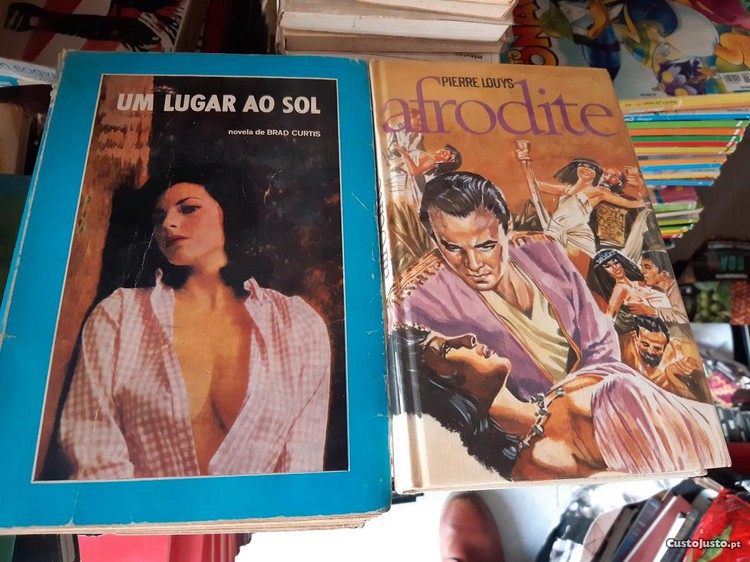 UM LUGAR AO SOL
novela de BRAD CURTIS
PIERRE LOUYS
afrodite
CustoJusto.pt